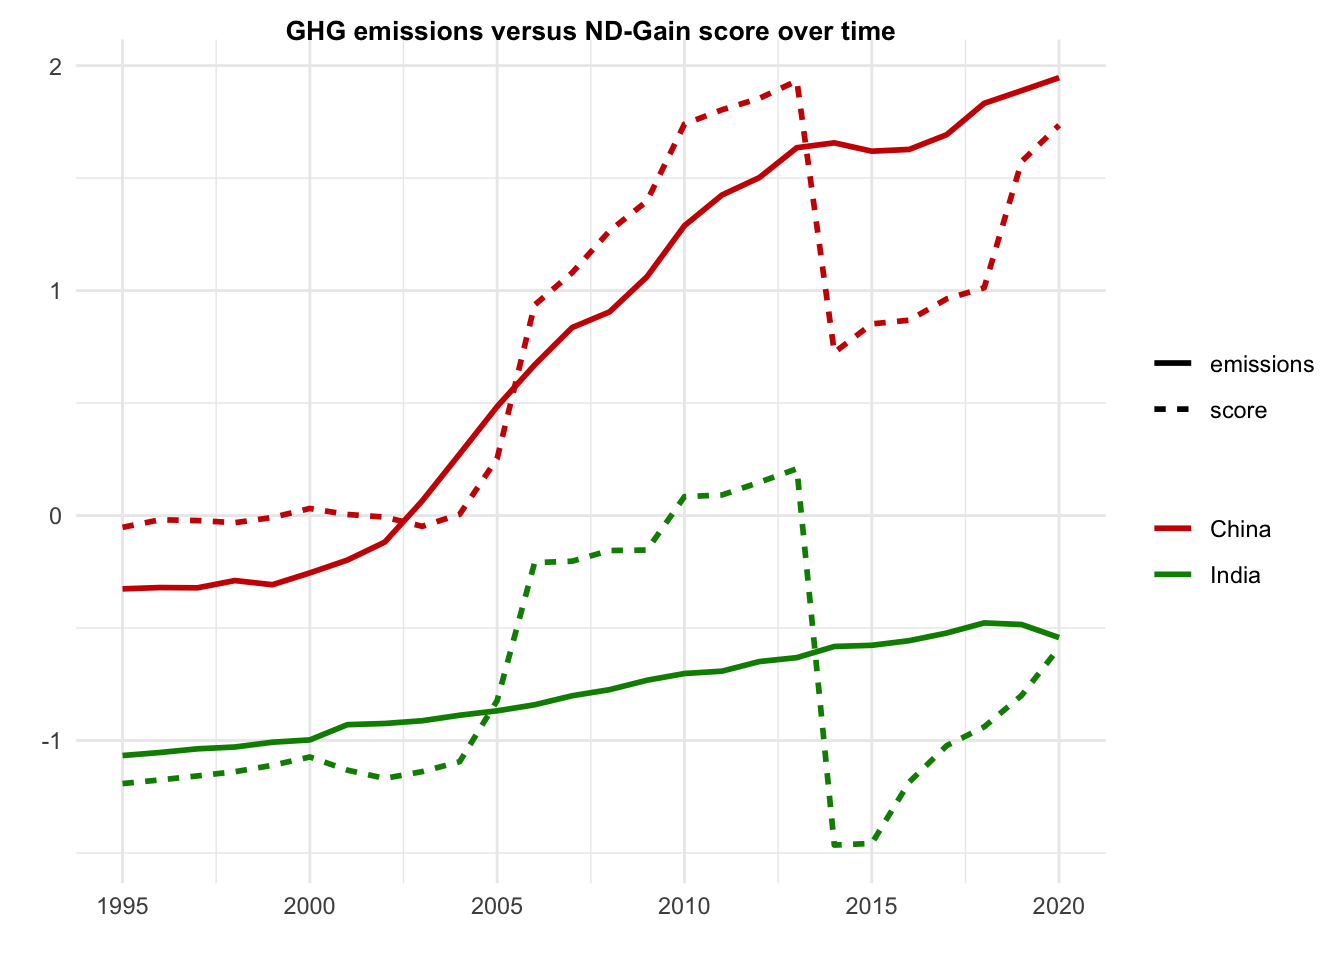 GHG emissions versus ND-Gain score over time
2
1
0
-1
1995 2000 2005 2010 2015 2020
emissions
score
China
India